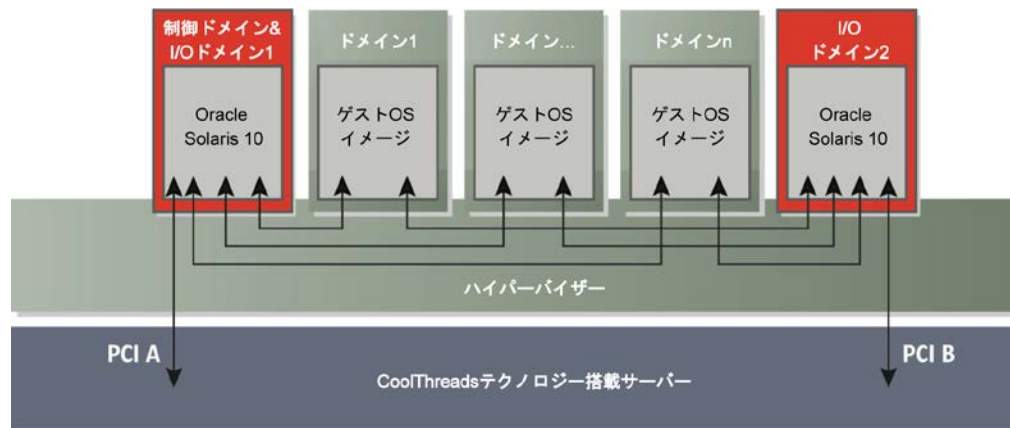 制御ドメイン&
I/Oドメイン1
Oracle
Solaris 10
ドメイン1
ゲストOS
イメージ
ドメイン...
ゲストOS
イメージ
ドメインn
ゲストOS
イメージ
I/O
ドメイン2
Oracle
Solaris 10
ハイパーバイザー
PCI A
PCI B
CoolThreadsテクノロジー搭載サーバー